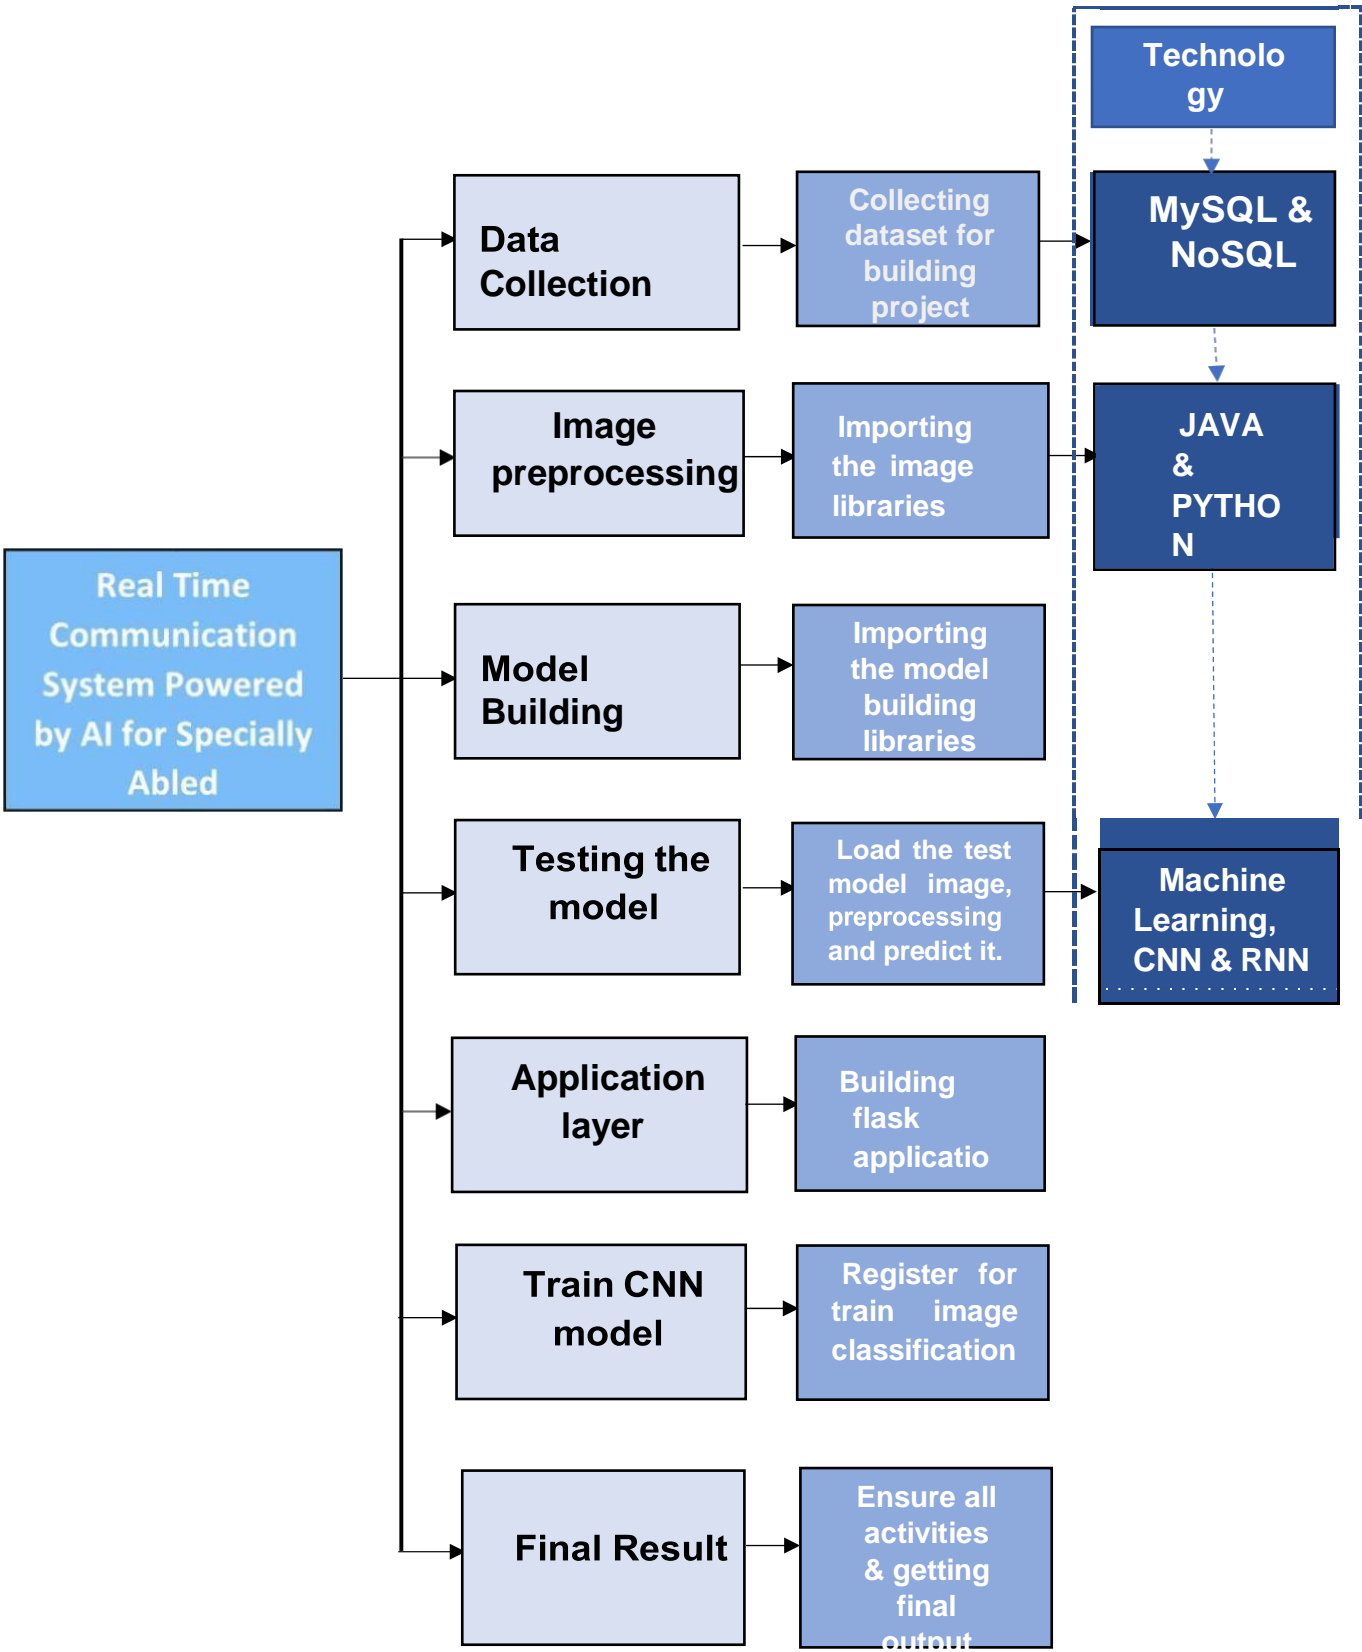 Technolo
gy
Data
Collection
Collecting
dataset for
building
project
MySQL &
NoSQL
Image
preprocessing
Importing
the image
libraries
JAVA
&
PYTHO
N
Real Time
Communication
System Powered
by AI for Specially
Abled
Model
Building
Importing
the model
building
libraries
Testing the
model
Load the test
model image,
preprocessing
and predict it.
Machine
Learning,
CNN & RNN
Application
layer
Building
flask
applicatio
Train CNN
model
Register for
train image
classification
Final Result
Ensure all
activities
& getting
final
output